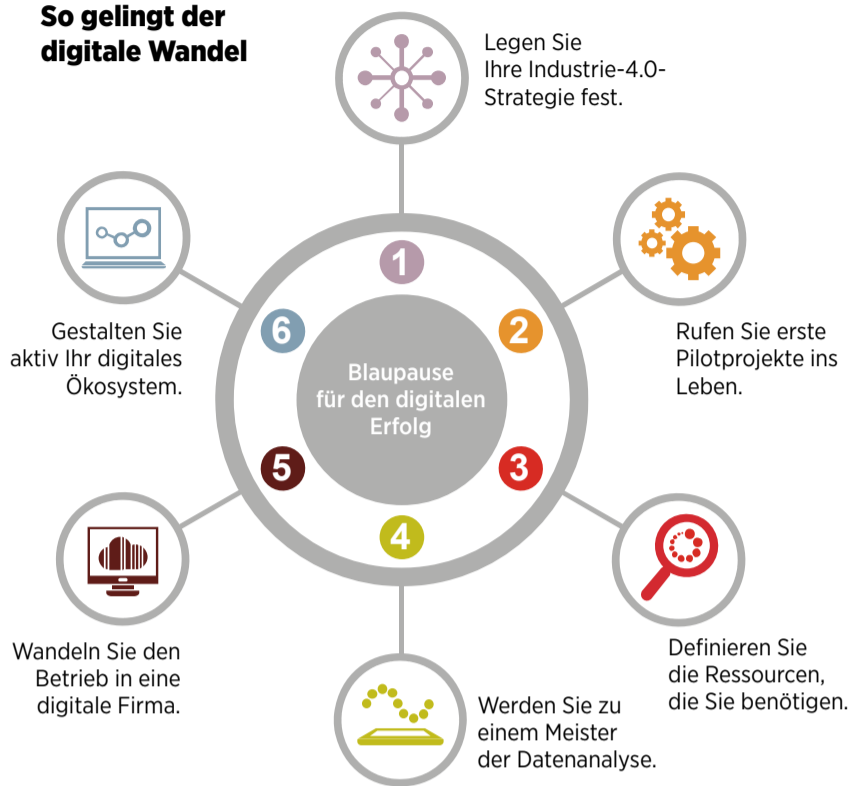 So gelingt der
digitale Wandel
Legen Sie
Ihre Industrie-4.0-
Strategie fest.
Rufen Sie erste
Pilotprojekte ins
Leben.
Definieren Sie
die Ressourcen,
die Sie benötigen.
Werden Sie zu
einem Meister
der Datenanalyse.
Wandeln Sie den
Betrieb in eine
digitale Firma.
Gestalten Sie
aktiv Ihr digitales
Ökosystem.
1
2
3
4
5
6
Blaupause
für den digitalen
Erfolg